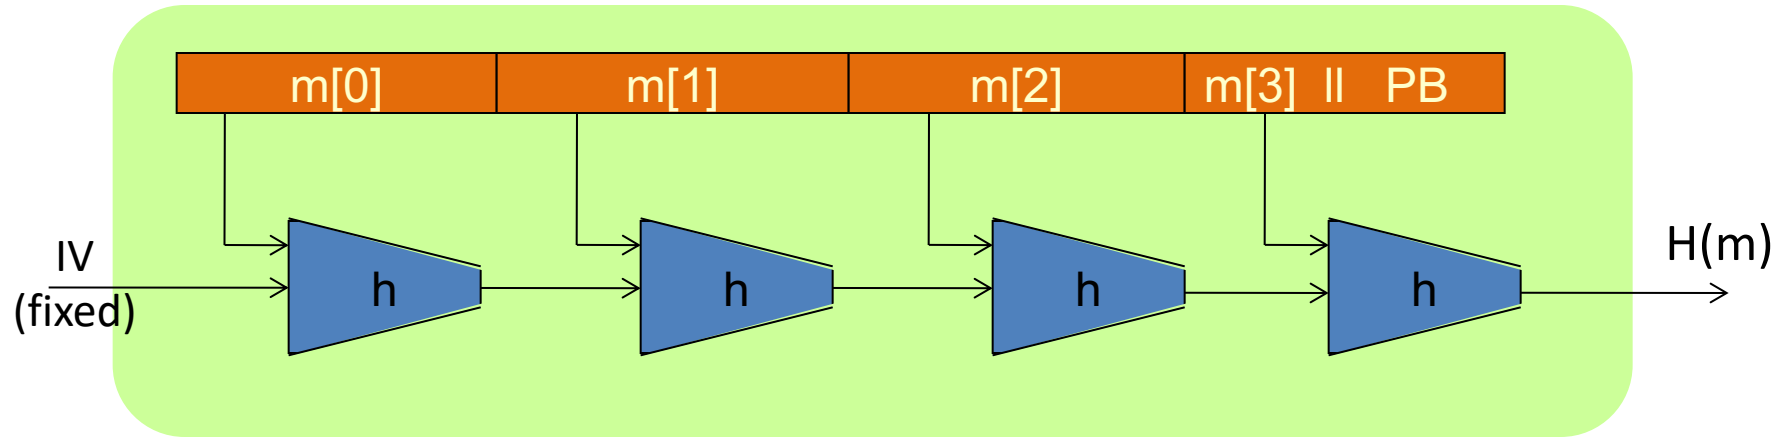 m[0] m[1] m[2] m[3] ll PB
IV
(fixed)
h h h h
H(m)